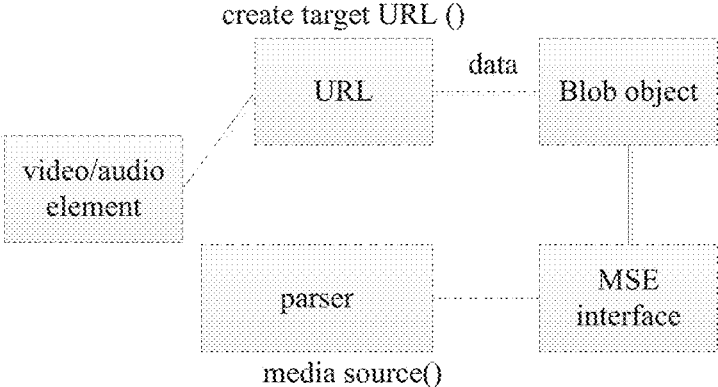 create target URL ()
URL
data
Blob object
video/audio
element
parser
MSE
interface
media source()